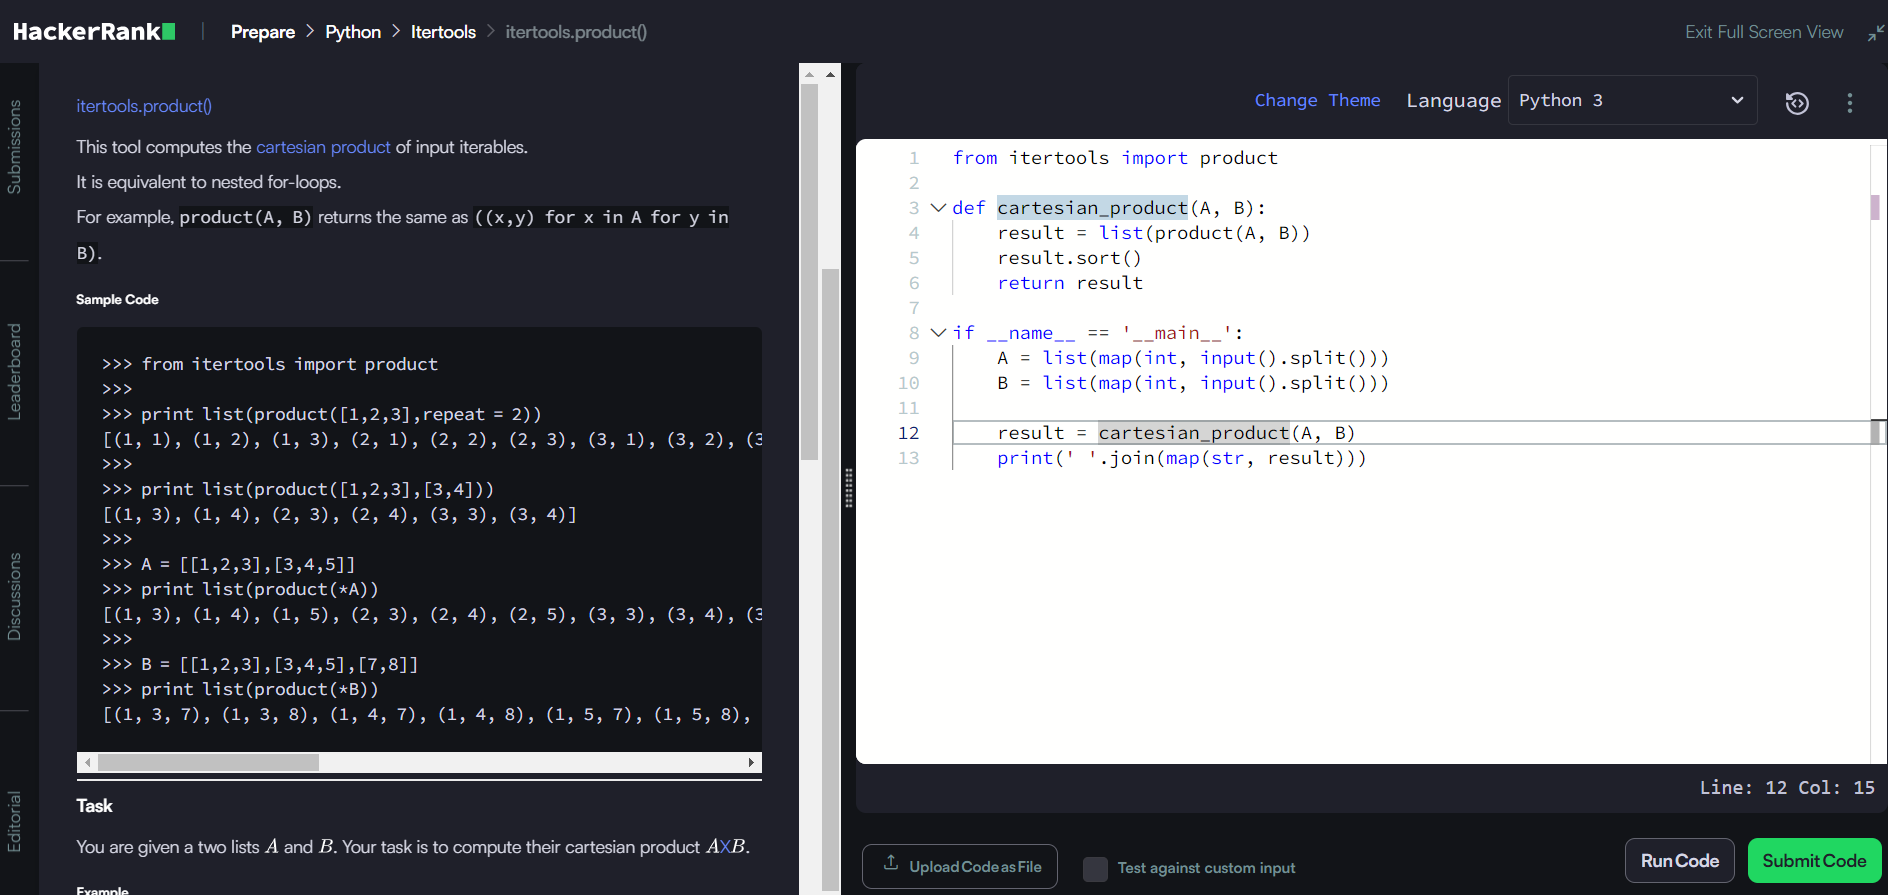 HackerRank
Prepare > Python > Itertools > itertools.product()
Exit Full Screen View
Submissions
Leaderboard
Discussions
Editorial
itertools.product()
This tool computes the cartesian product of input iterables.
It is equivalent to nested for-loops.
For example, product(A, B) returns the same as ((x,y) for x in A for y in
B).
Sample Code
>>> from itertools import product
>>>
>>> print list(product([1,2,3],repeat = 2))
[(1, 1), (1, 2), (1, 3), (2, 1), (2, 2), (2, 3), (3, 1), (3, 2), (3
>>>
>>> print list(product([1,2,3],[3,4]))
[(1, 3), (1, 4), (2, 3), (2, 4), (3, 3), (3, 4)]
>>>
>>> A = [[1,2,3],[3,4,5]]
>>> print list(product(*A))
[(1, 3), (1, 4), (1, 5), (2, 3), (2, 4), (2, 5), (3, 3), (3, 4), (3
>>>
>>> B = [[1,2,3],[3,4,5],[7,8]]
>>> print list(product(*B))
[(1, 3, 7), (1, 3, 8), (1, 4, 7), (1, 4, 8), (1, 5, 7), (1, 5, 8),
Task
You are given a two lists A and B. Your task is to compute their cartesian product AXB.
Example
Change Theme Language Python 3
1 from itertools import product
2
3 def cartesian_product(A, B):
4     result = list(product(A, B))
5     result.sort()
6     return result
7
8 if __name__ == '__main__':
9     A = list(map(int, input().split()))
10     B = list(map(int, input().split()))
11
12     result = cartesian_product(A, B)
13     print(' '.join(map(str, result)))
Line: 12 Col: 15
Upload Code as File
Test against custom input
Run Code
Submit Code